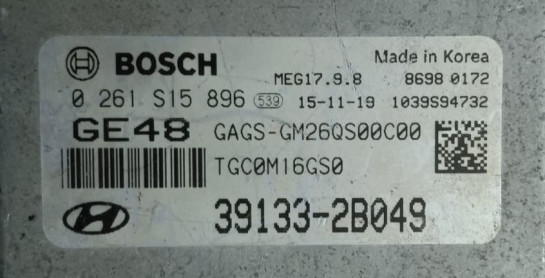 BOSCH
Made in Korea
MEG17.9.8 8698 0172
0 261 S15 896 539 15-11-19 1039S94732
GE48 GAGS-GM26QS00C00
TGC0M16GS0
39133-2B049